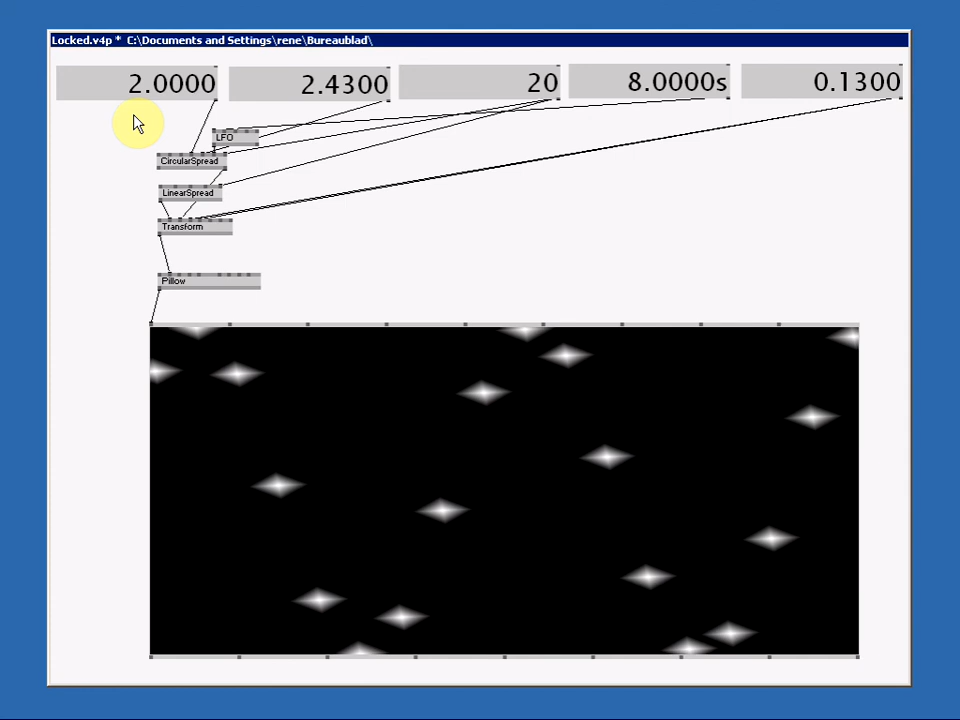 Locked.v4p * C:\Documents and Settings\rene\Bureaublad\
2.0000 2.4300 20 8.0000s 0.1300
LFO
CircularSpread
LinearSpread
Transform
Pillow